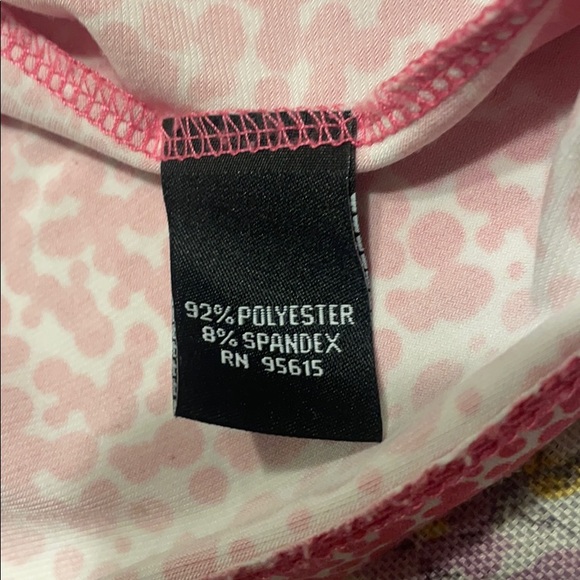 92% POLYESTER
8% SPANDEX
RN 95615